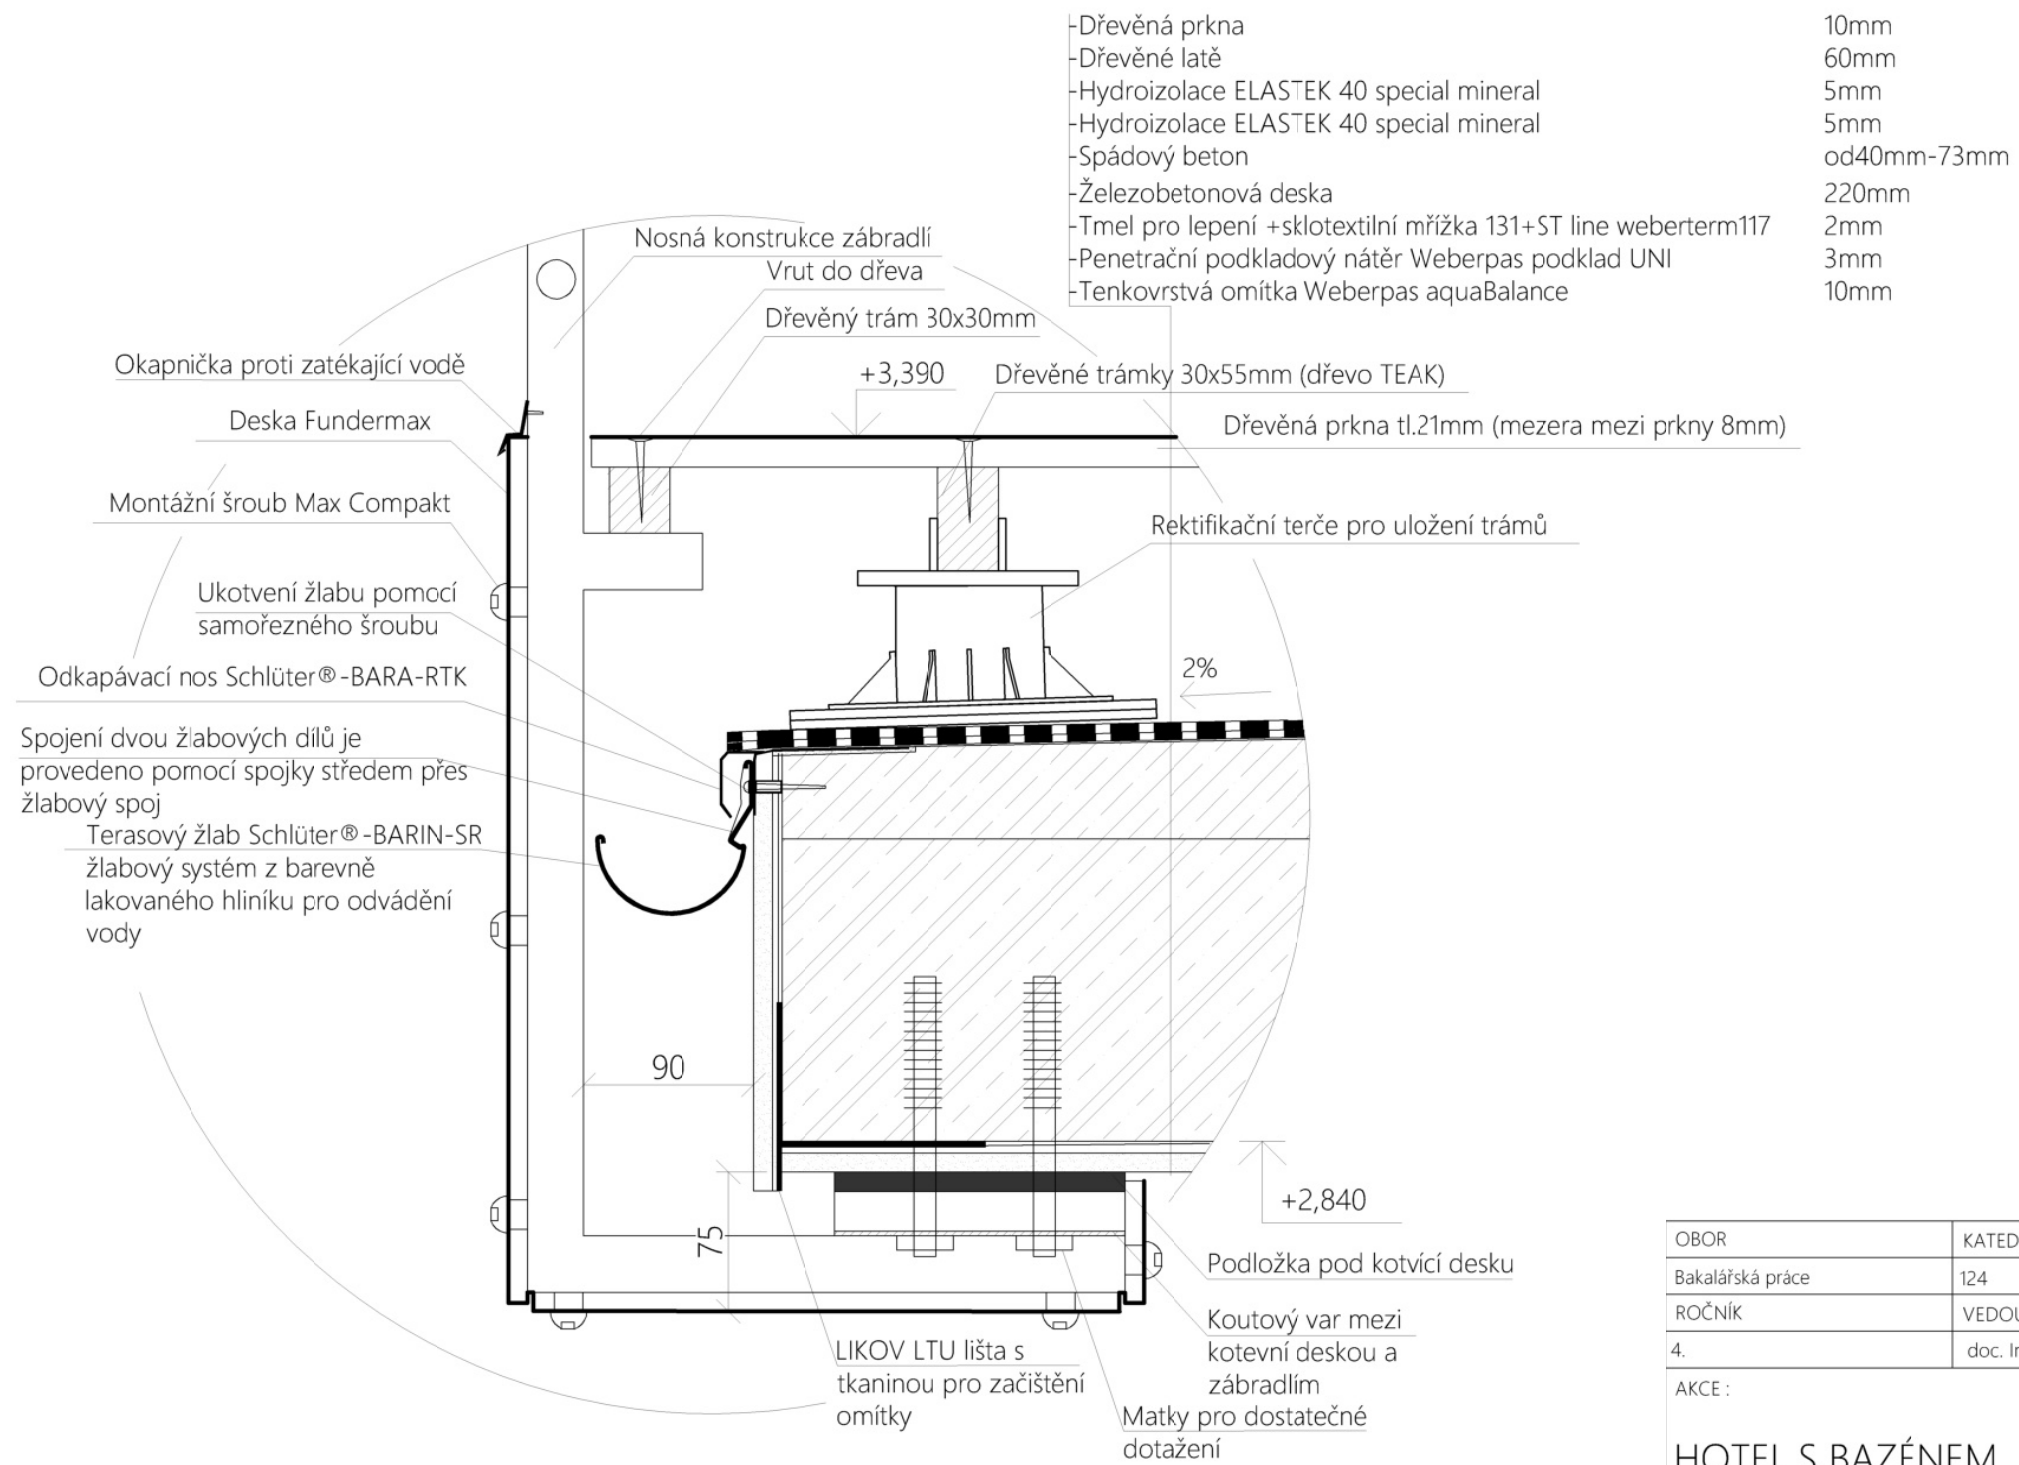 -Dřevěná prkna 10mm
-Dřevěné latě 60mm
-Hydroizolace ELASTEK 40 special mineral 5mm
-Hydroizolace ELASTEK 40 special mineral 5mm
-Spádový beton od40mm-73mm
-Železobetonová deska 220mm
-Tmel pro lepení +sklotextilní mřížka 131+ST line weberterm117 2mm
-Penetrační podkladový nátěr Weberpas podklad UNI 3mm
-Tenkovrstvá omítka Weberpas aquaBalance 10mm
Nosná konstrukce zábradlí
Vrut do dřeva
Dřevěný trám 30x30mm
Okapnička proti zatékající vodě
+3,390
Dřevěné trámky 30x55mm (dřevo TEAK)
Deska Fundermax
Dřevěná prkna tl.21mm (mezera mezi prkny 8mm)
Montážní šroub Max Compakt
Rektifikační terče pro uložení trámů
Ukotvení žlabu pomocí
samořezného šroubu
Odkapávací nos Schlüter®-BARA-RTK
2%
Spojení dvou žlabových dílů je
provedeno pomocí spojky středem přes
žlabový spoj
Terasový žlab Schlüter®-BARIN-SR
žlabový systém z barevně
lakovaného hliníku pro odvádění
vody
90
75
+2,840
Podložka pod kotvící desku
Koutový var mezi
kotevní deskou a
zábradlím
LIKOV LTU lišta s
tkaninou pro začištění
omítky
Matky pro dostatečné
dotažení
OBOR KATED
Bakalářská práce 124
ROČNÍK VEDOU
4. doc. In
AKCE :
HOTEL S BAZÉNEM